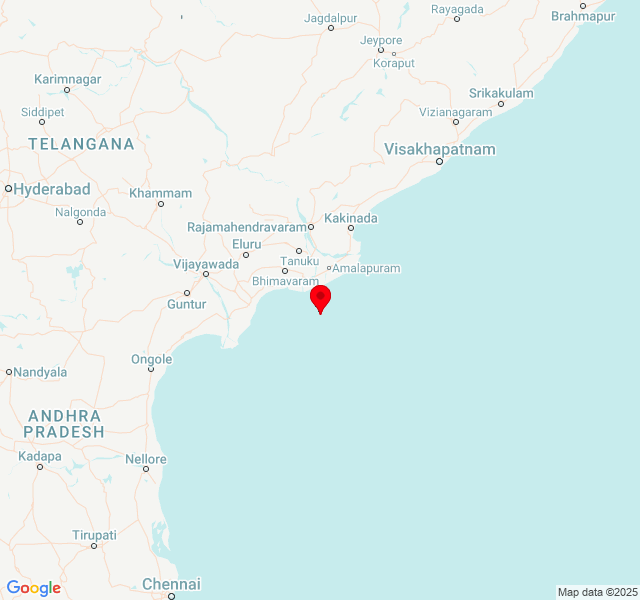 Brahmapur
Rayagada
Jagdalpur
Jeypore
Koraput
Karimnagar
Srikakulam
Siddipet
Vizianagaram
TELANGANA
Visakhapatnam
Hyderabad
Khammam
Nalgonda
Kakinada
Rajamahendravaram
Eluru
Tanuku
Vijayawada
Amalapuram
Bhimavaram
Guntur
Ongole
Nandyala
ANDHRA
PRADESH
Kadapa
Nellore
Tirupati
Chennai
Google
Map data ©2025